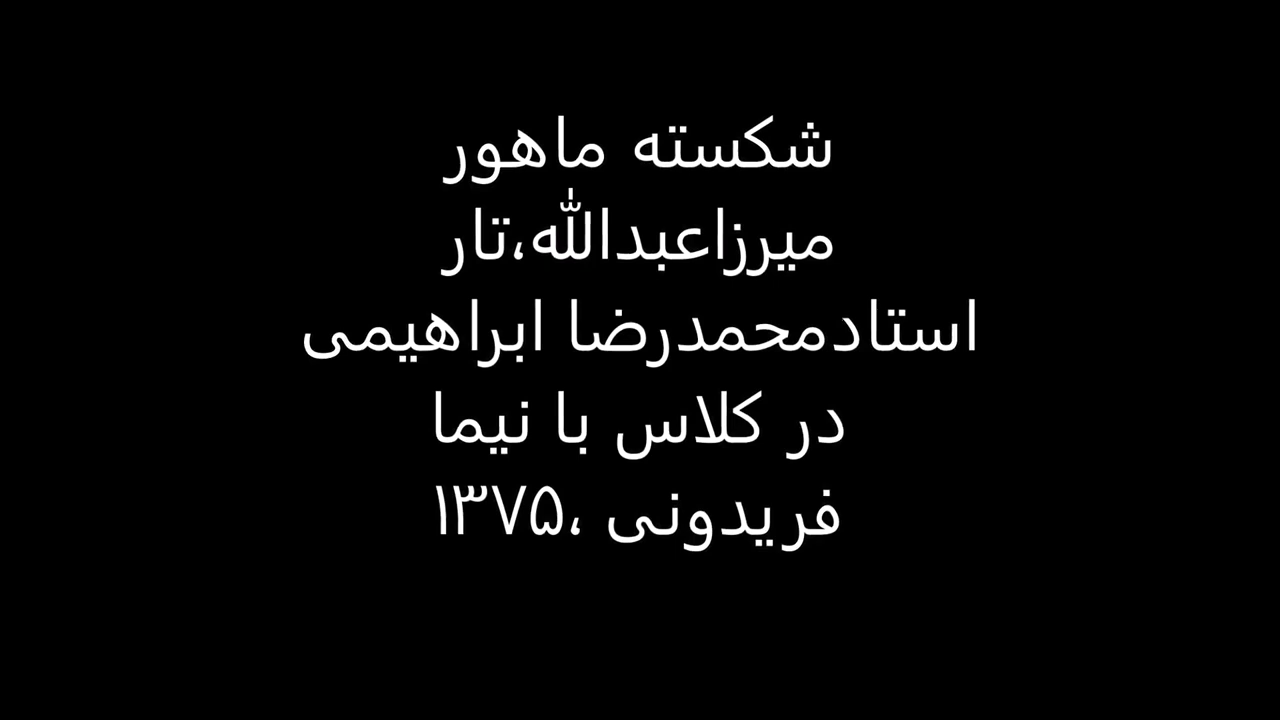 شکسته ماهور
میرزاعبدالله،تار
استادمحمدرضا ابراهیمی
در کلاس با نیما
فریدونی ،۱۳۷۵